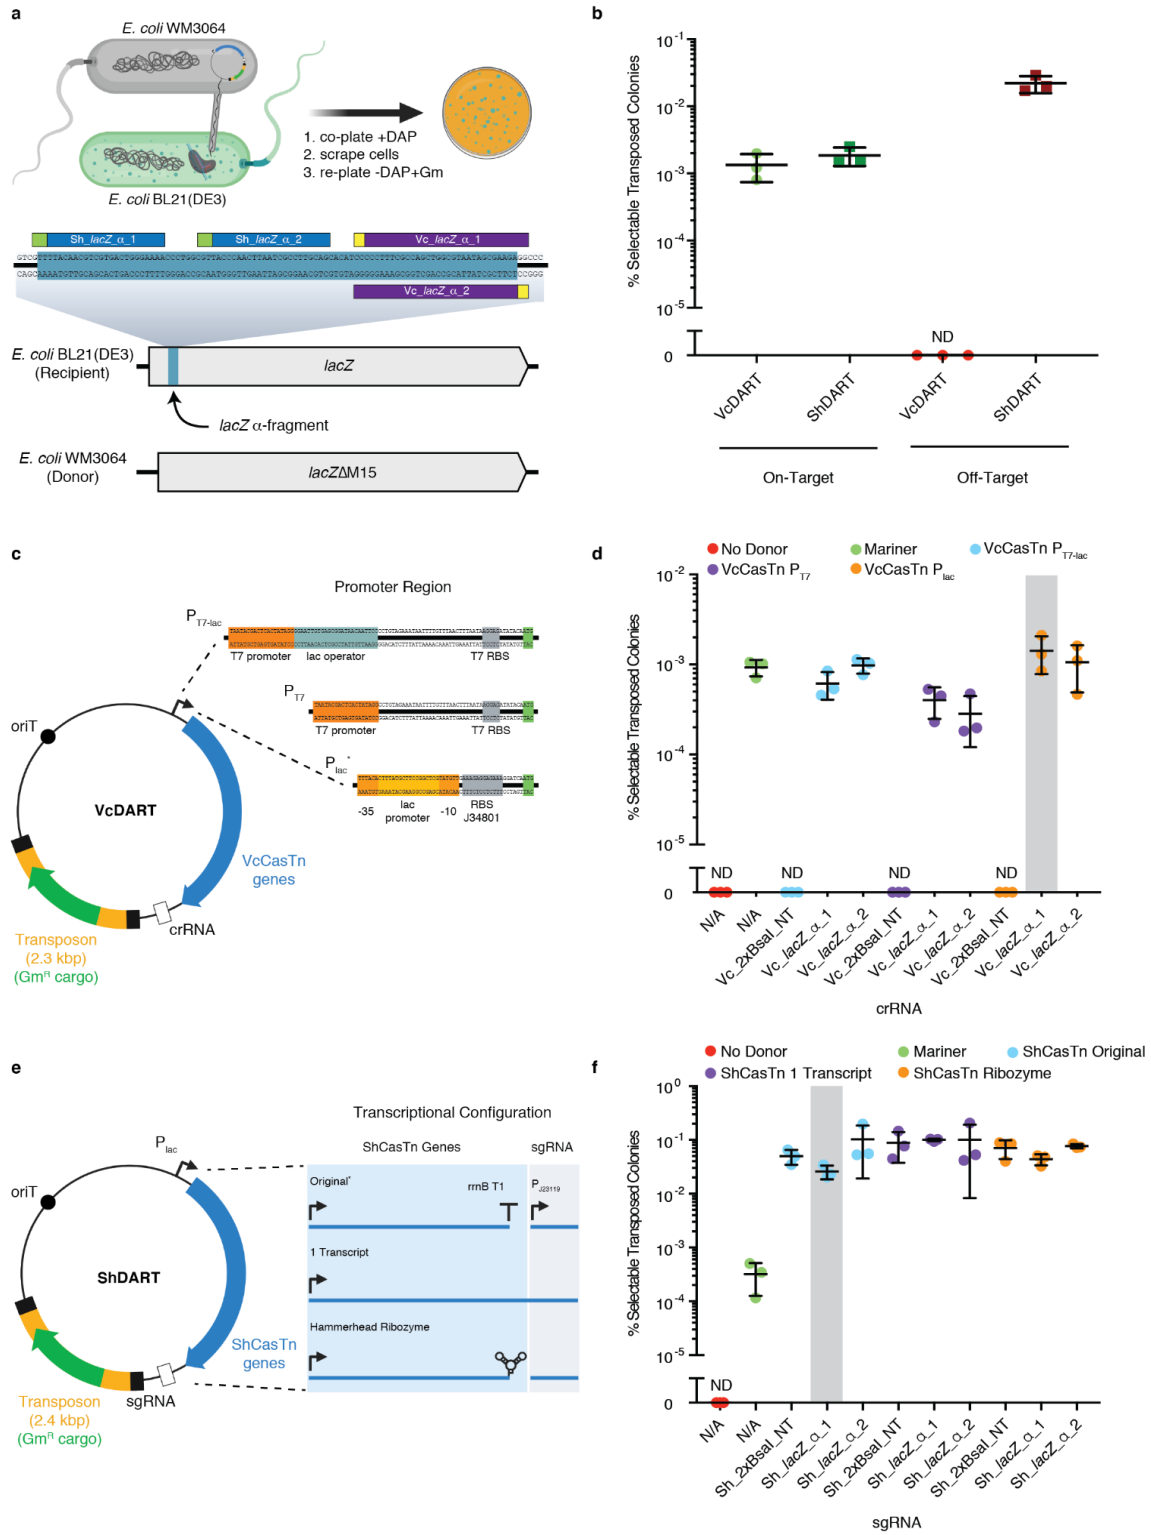 a
E. coli WM3064
E. coli BL21(DE3)
1. co-plate +DAP
2. scrape cells
3. re-plate -DAP+Gm
Sh_lacZ_α_1
Sh_lacZ_α_2
Vc_lacZ_α_1
Vc_lacZ_α_2
E. coli BL21(DE3)
(Recipient)
lacZ
lacZ α-fragment
E. coli WM3064
(Donor)
lacZΔM15
b
% Selectable Transposed Colonies
10-1
10-2
10-3
10-4
10-5
0
ND
VcDART
ShDART
VcDART
ShDART
On-Target
Off-Target
c
Promoter Region
PT7-lac
T7 promoter
lac operator
T7 RBS
PT7
T7 promoter
T7 RBS
Plac
-35
lac
promoter
-10
RBS
J34801
oriT
VcDART
VcCasTn
genes
crRNA
Transposon
(2.3 kbp)
(GmR cargo)
d
No Donor
Mariner
VcCasTn PT7-lac
VcCasTn PT7
VcCasTn Plac
% Selectable Transposed Colonies
10-2
10-3
10-4
10-5
0
ND
ND
ND
ND
N/A
N/A
Vc_2xBsaI_NT
Vc_lacZ_α_1
Vc_lacZ_α_2
Vc_2xBsaI_NT
Vc_lacZ_α_1
Vc_lacZ_α_2
Vc_2xBsaI_NT
Vc_lacZ_α_1
Vc_lacZ_α_2
crRNA
e
Transcriptional Configuration
ShCasTn Genes
sgRNA
Plac
Original*
rrnB T1
PJ23119
1 Transcript
Hammerhead Ribozyme
oriT
ShDART
ShCasTn
genes
sgRNA
Transposon
(2.4 kbp)
(GmR cargo)
f
No Donor
Mariner
ShCasTn Original
ShCasTn 1 Transcript
ShCasTn Ribozyme
% Selectable Transposed Colonies
100
10-1
10-2
10-3
10-4
10-5
0
ND
N/A
N/A
Sh_2xBsaI_NT
Sh_lacZ_α_1
Sh_lacZ_α_2
Sh_2xBsaI_NT
Sh_lacZ_α_1
Sh_lacZ_α_2
Sh_2xBsaI_NT
Sh_lacZ_α_1
Sh_lacZ_α_2
sgRNA